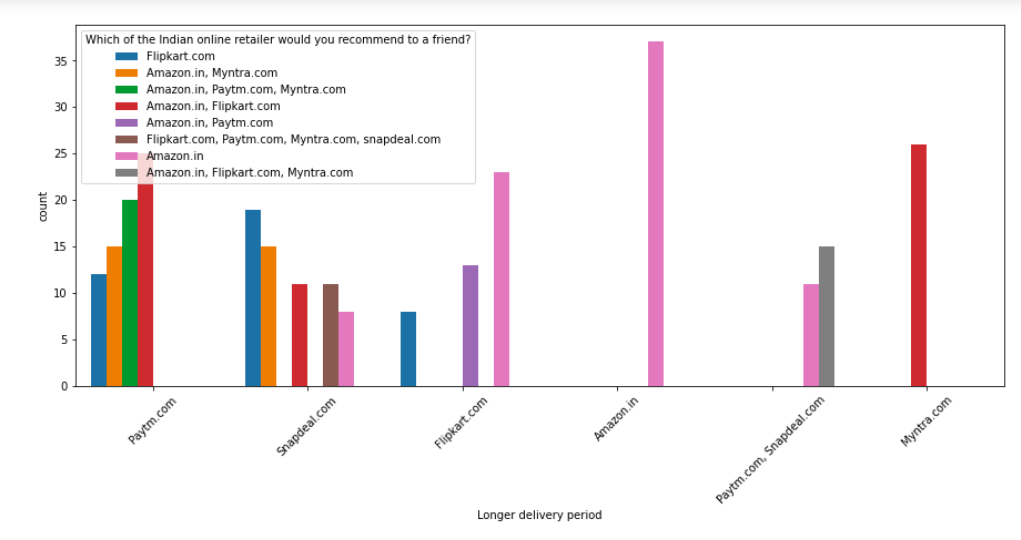 Which of the Indian online retailer would you recommend to a friend?
Flipkart.com
Amazon.in, Myntra.com
Amazon.in, Paytm.com, Myntra.com
Amazon.in, Flipkart.com
Amazon.in, Paytm.com
Flipkart.com, Paytm.com, Myntra.com, snapdeal.com
Amazon.in
Amazon.in, Flipkart.com, Myntra.com
35
30
25
20
15
10
5
0
count
Paytm.com
Snapdeal.com
Flipkart.com
Amazon.in
Paytm.com, Snapdeal.com
Myntra.com
Longer delivery period